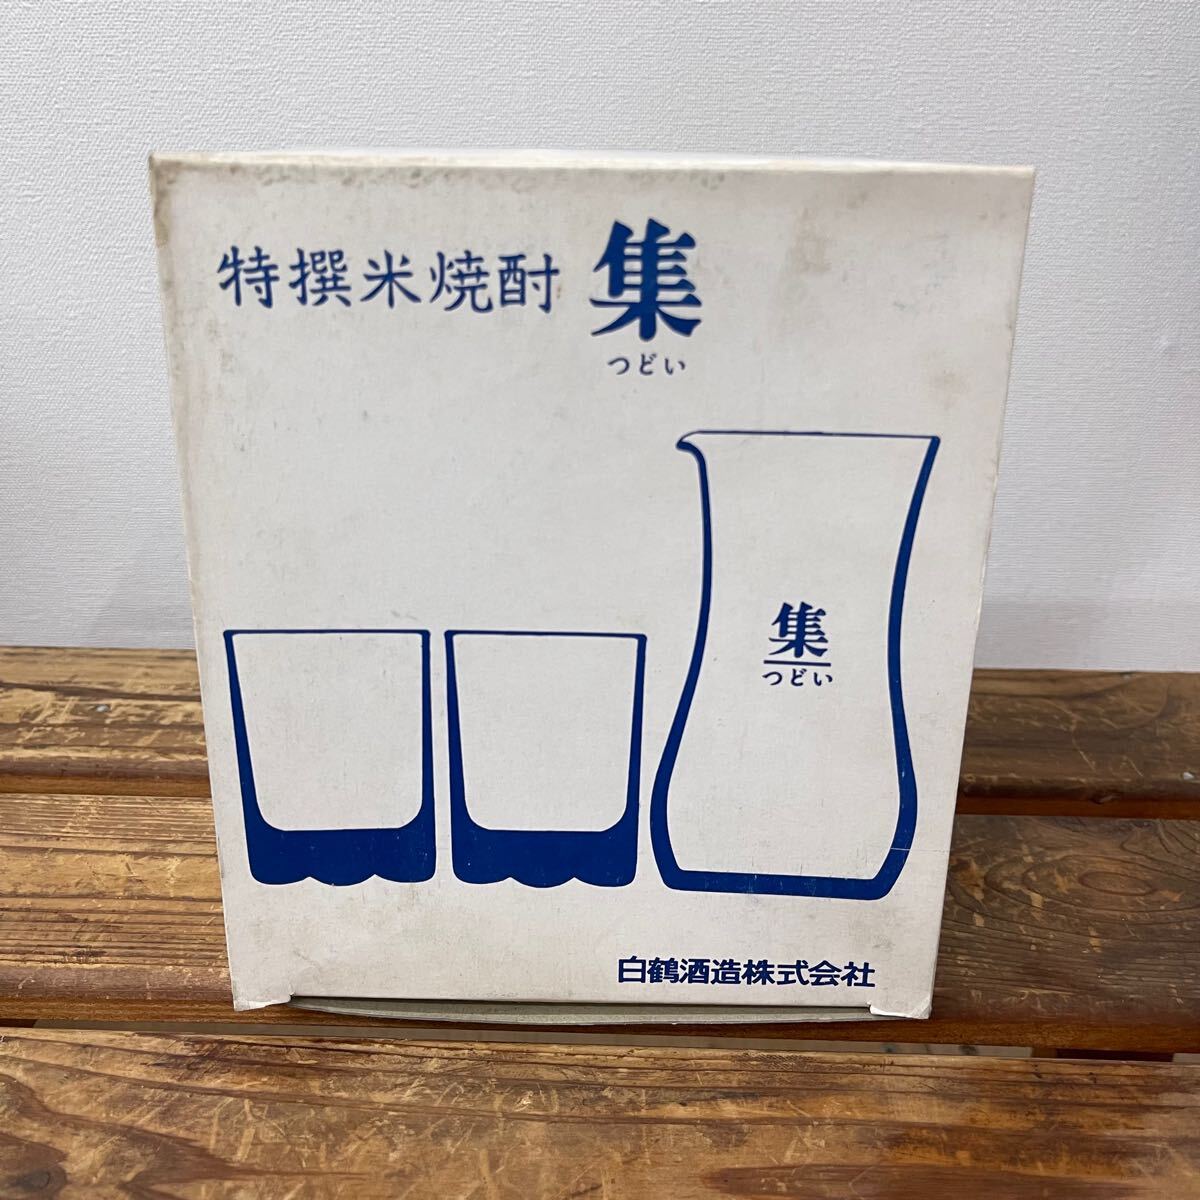 特撰米焼酎 集
つどい
集
つどい
白鶴酒造株式会社